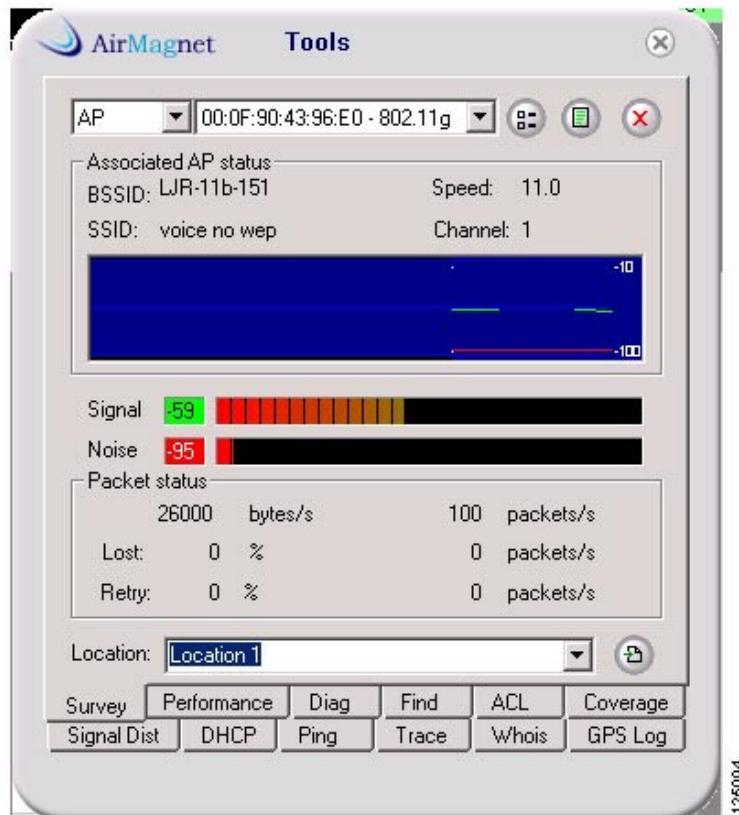 AirMagnet Tools
AP 00:0F:90:43:96:E0 - 802.11g
Associated AP status
BSSID: LJR-11b-151 Speed: 11.0
SSID: voice no wep Channel: 1
-10
-100
Signal -59
Noise -95
Packet status
26000 bytes/s 100 packets/s
Lost: 0 % 0 packets/s
Retry: 0 % 0 packets/s
Location: Location 1
Survey Performance Diag Find ACL Coverage
Signal Dist DHCP Ping Trace Whois GPS Log